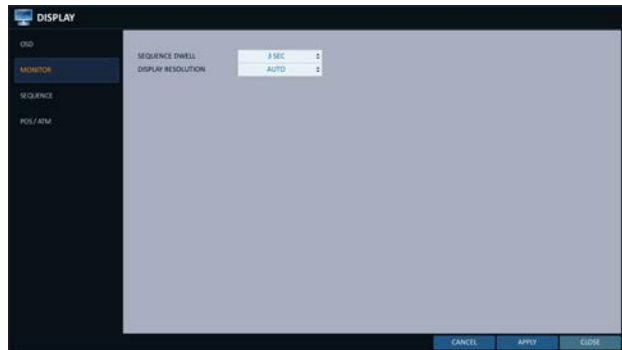 DISPLAY
OSD
MONITOR
SEQUENCE
POS/ATM
SEQUENCE DWELL 3 SEC
DISPLAY RESOLUTION AUTO
CANCEL APPLY CLOSE